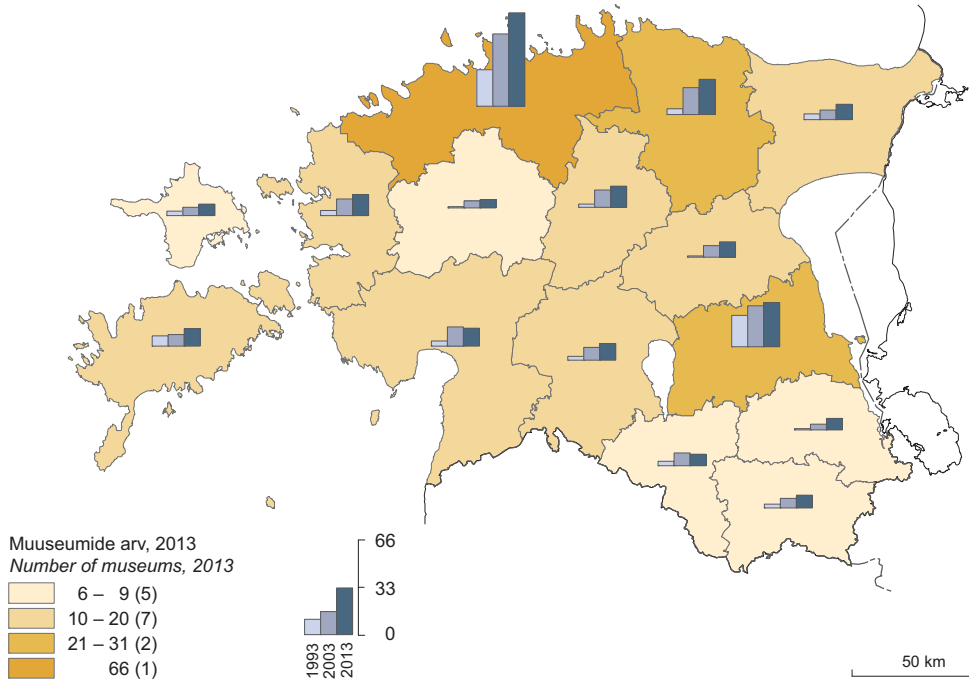 Muuseumide arv, 2013
Number of museums, 2013
6 – 9 (5)
10 – 20 (7)
21 – 31 (2)
66 (1)
66
33
0
1993
2003
2013
50 km